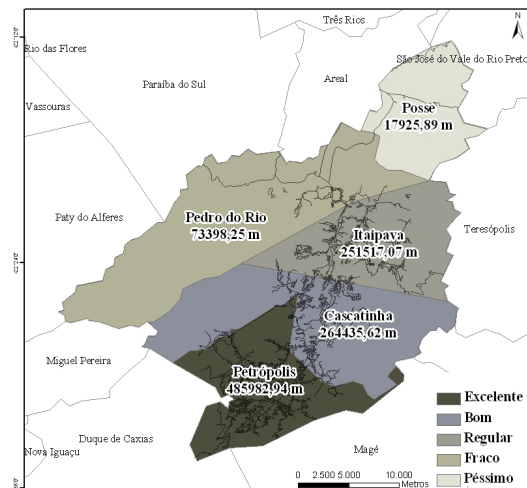 Três Rios
N
Rio das Flores
São José do Vale do Rio Preto
Paraíba do Sul
Areal
Vassouras
Posse
17925,89 m
Paty do Alferes
Pedro do Rio
73398,25 m
Itaipava
251517,07 m
Teresópolis
Cascatinha
264435,62 m
Miguel Pereira
Petrópolis
485982,94 m
Excelente
Bom
Regular
Fraco
Péssimo
Duque de Caxias
Nova Iguaçu
Magé
0 2.500 5.000 10.000
Metros